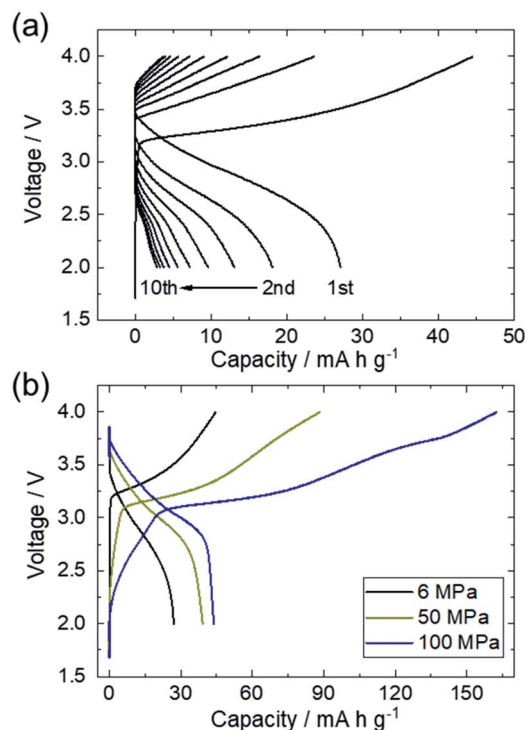 (a)
4.0
3.5
3.0
2.5
2.0
1.5
Voltage / V
10th 2nd 1st
0 10 20 30 40 50
Capacity / mA h g⁻¹
(b)
4.0
3.5
3.0
2.5
2.0
1.5
Voltage / V
6 MPa
50 MPa
100 MPa
0 30 60 90 120 150
Capacity / mA h g⁻¹